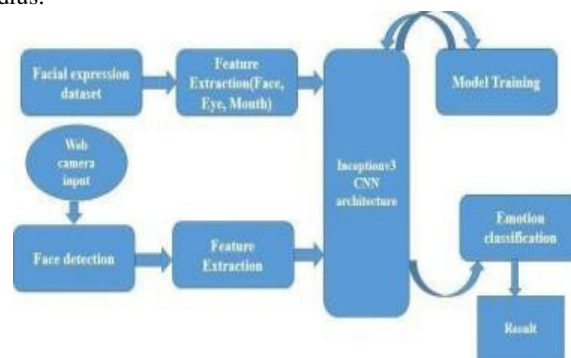 dius.
Facial expression
dataset
Feature
Extraction(Face,
Eye, Mouth)
Model Training
Web
camera
input
Inceptionv3
CNN
architecture
Face detection
Feature
Extraction
Emotion
classification
Result